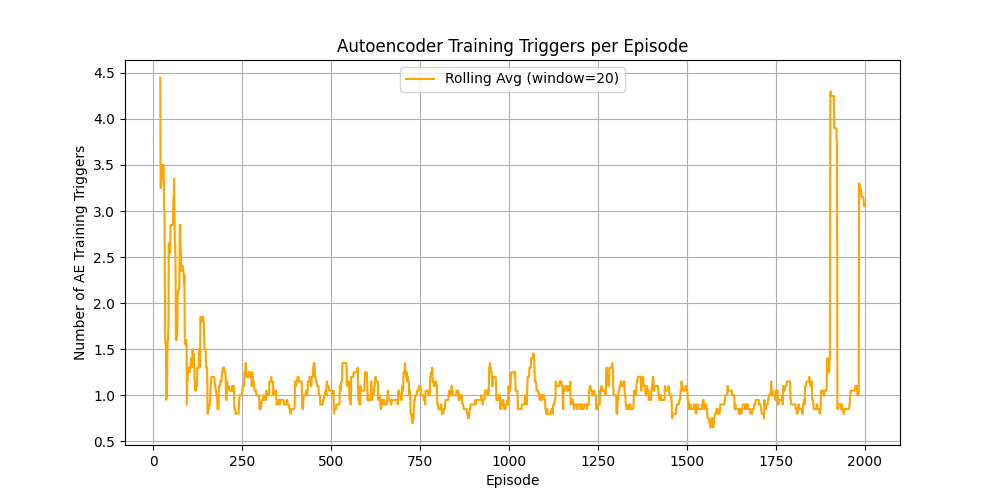 Autoencoder Training Triggers per Episode
Rolling Avg (window=20)
Number of AE Training Triggers
4.5
4.0
3.5
3.0
2.5
2.0
1.5
1.0
0.5
0 250 500 750 1000 1250 1500 1750 2000
Episode